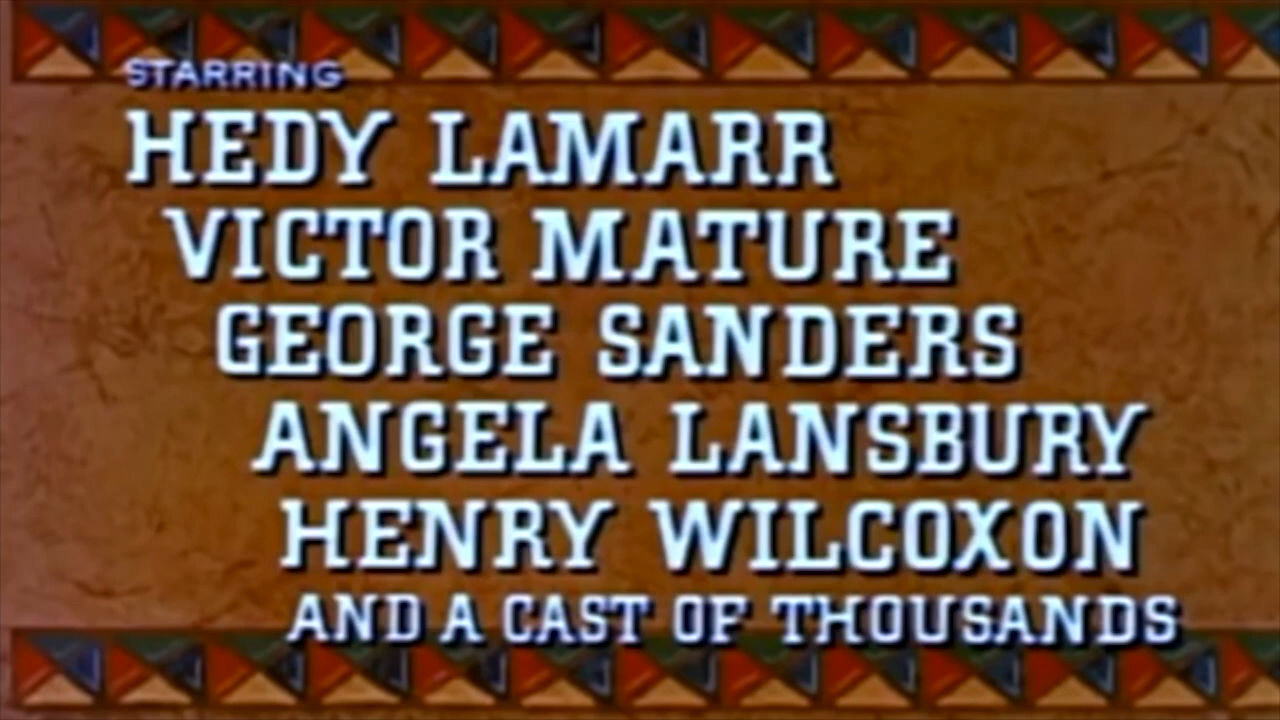 STARRING
HEDY LAMARR
VICTOR MATURE
GEORGE SANDERS
ANGELA LANSBURY
HENRY WILCOXON
AND A CAST OF THOUSANDS